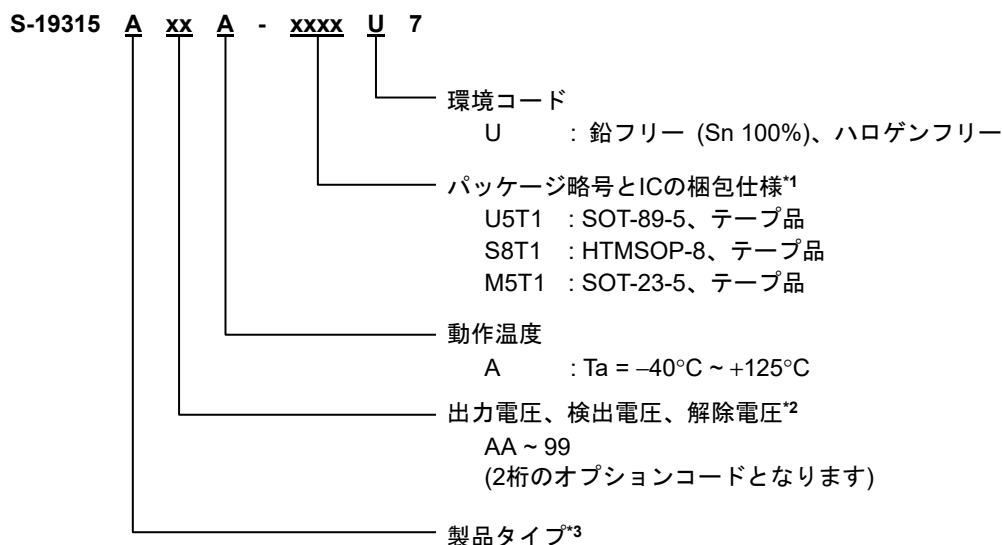 S-19315 A xx A - xxxx U 7
環境コード
U : 鉛フリー (Sn 100%)、ハロゲンフリー
パッケージ略号とICの梱包仕様*1
U5T1 : SOT-89-5、テープ品
S8T1 : HTMSOP-8、テープ品
M5T1 : SOT-23-5、テープ品
動作温度
A : Ta = −40°C ~ +125°C
出力電圧、検出電圧、解除電圧*2
AA ~ 99
(2桁のオプションコードとなります)
製品タイプ*3